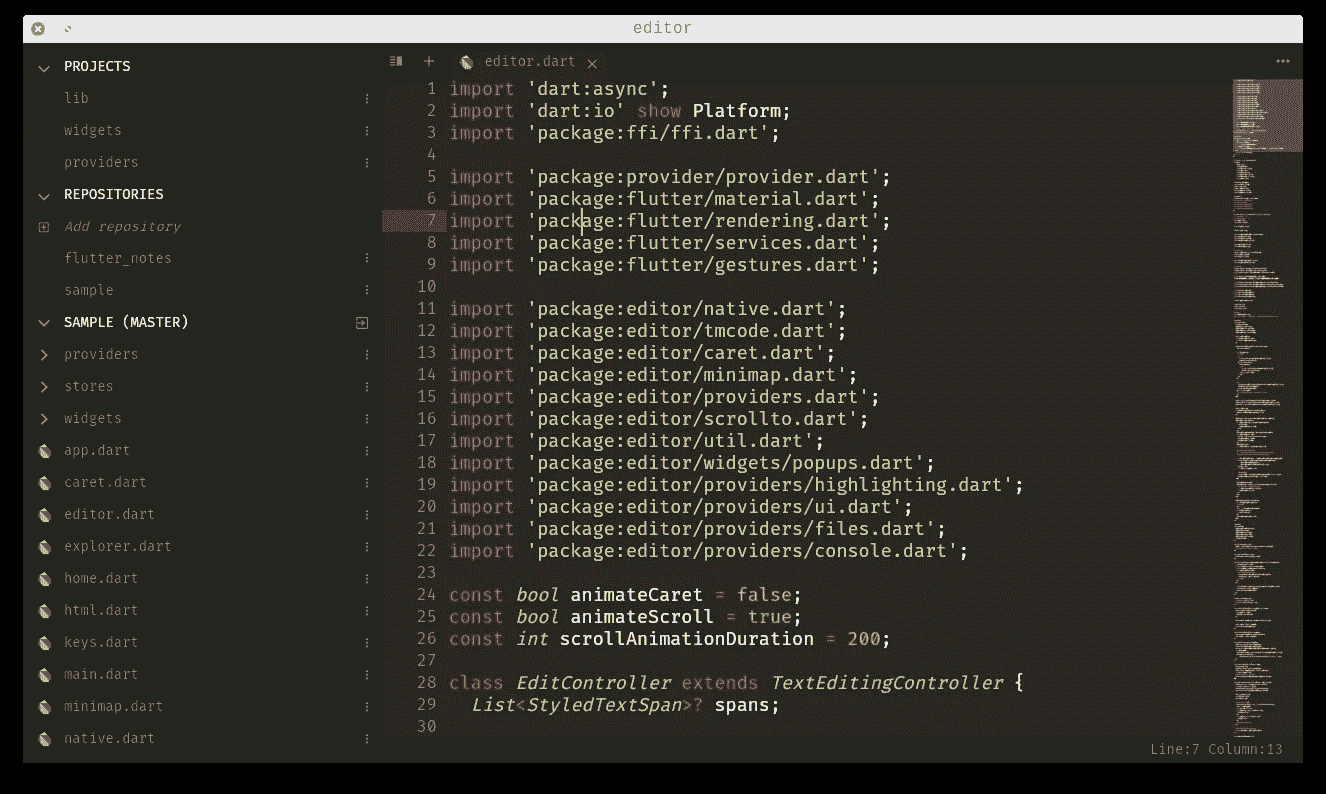 editor
PROJECTS
lib
widgets
providers
REPOSITORIES
Add repository
flutter_notes
sample
SAMPLE (MASTER)
providers
stores
widgets
app.dart
caret.dart
editor.dart
explorer.dart
home.dart
html.dart
keys.dart
main.dart
minimap.dart
native.dart
editor.dart
1 import 'dart:async';
2 import 'dart:io' show Platform;
3 import 'package:ffi/ffi.dart';
4
5 import 'package:provider/provider.dart';
6 import 'package:flutter/material.dart';
7 import 'package:flutter/rendering.dart';
8 import 'package:flutter/services.dart';
9 import 'package:flutter/gestures.dart';
10
11 import 'package:editor/native.dart';
12 import 'package:editor/tmcode.dart';
13 import 'package:editor/caret.dart';
14 import 'package:editor/minimap.dart';
15 import 'package:editor/providers.dart';
16 import 'package:editor/scrollto.dart';
17 import 'package:editor/util.dart';
18 import 'package:editor/widgets/popups.dart';
19 import 'package:editor/providers/highlighting.dart';
20 import 'package:editor/providers/ui.dart';
21 import 'package:editor/providers/files.dart';
22 import 'package:editor/providers/console.dart';
23
24 const bool animateCaret = false;
25 const bool animateScroll = true;
26 const int scrollAnimationDuration = 200;
27
28 class EditController extends TextEditingController {
29   List<StyledTextSpan>? spans;
30
Line:7 Column:13